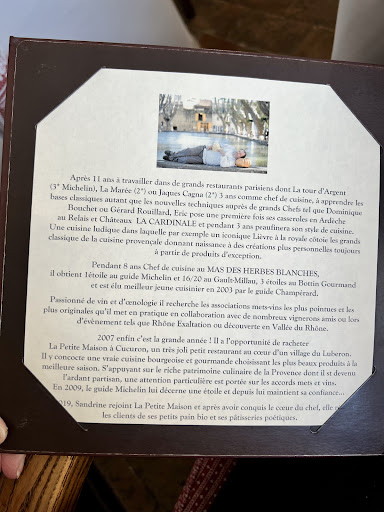 Après 11 ans à travailler dans de grands restaurants parisiens dont La tour d'Argent
(3* Michelin), La Marée (2*) ou Jaques Cagna (2*) 3 ans comme chef de cuisine, à apprendre les
bases classiques autant que les nouvelles techniques auprès de grands Chefs tel que Dominique
Bouchet ou Gérard Rouillard, Eric pose une première fois ses casseroles en Ardèche
au Relais et Châteaux LA CARDINALE et pendant 3 ans peaufinera son style de cuisine.
Une cuisine ludique dans laquelle par exemple un iconique Lièvre à la royale côtoie les grands
classique de la cuisine provençale donnant naissance à des créations plus personnelles toujours
à partie de produits d'exception.
Pendant 8 ans Chef de cuisine au MAS DES HERBES BLANCHES,
il obtient 1étoile au guide Michelin et 16/20 au Gault-Millau, 3 étoiles au Bottin Gourmand
et est élu meilleur jeune cuisinier en 2003 par le guide Champérard.
Passionné de vin et d'œnologie il recherche les associations mets-vins les plus pointues et les
plus originales qu'il met en pratique en collaboration avec de nombreux vignerons amis ou lors
d'évènement tels que Rhône Exaltation ou découverte en Vallée du Rhône.
2007 enfin c'est la grande année ! Il a l'opportunité de racheter
La Petite Maison à Cucuron, un très joli petit restaurant au cœur d'un village du Luberon.
Il y concocte une vraie cuisine bourgeoise et gourmande choisissant les plus beaux produits à la
meilleure saison. S'appuyant sur le riche patrimoine culinaire de la Provence dont il est devenu
l'ardant partisan, une attention particulière est portée sur les accords mets et vins.
En 2009, le guide Michelin lui décerne une étoile et depuis lui maintient sa confiance...
2019, Sandrine rejoint La Petite Maison et après avoir conquis le cœur du chef, elle
les clients de ses petits pain bio et ses pâtisseries poétiques.